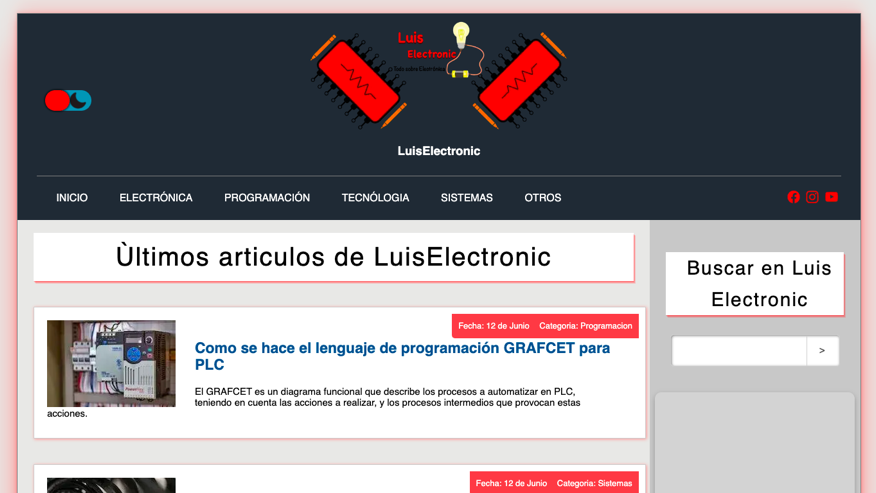 Luis
Electronic
LuisElectronic
INICIO ELECTRÓNICA PROGRAMACIÓN TECNÓLOGIA SISTEMAS OTROS
Ùltimos articulos de LuisElectronic
Buscar en Luis
Electronic
>
Fecha: 12 de Junio Categoria: Programacion
Como se hace el lenguaje de programación GRAFCET para
PLC
El GRAFCET es un diagrama funcional que describe los procesos a automatizar en PLC,
teniendo en cuenta las acciones a realizar, y los procesos intermedios que provocan estas
acciones.
Fecha: 12 de Junio Categoria: Sistemas